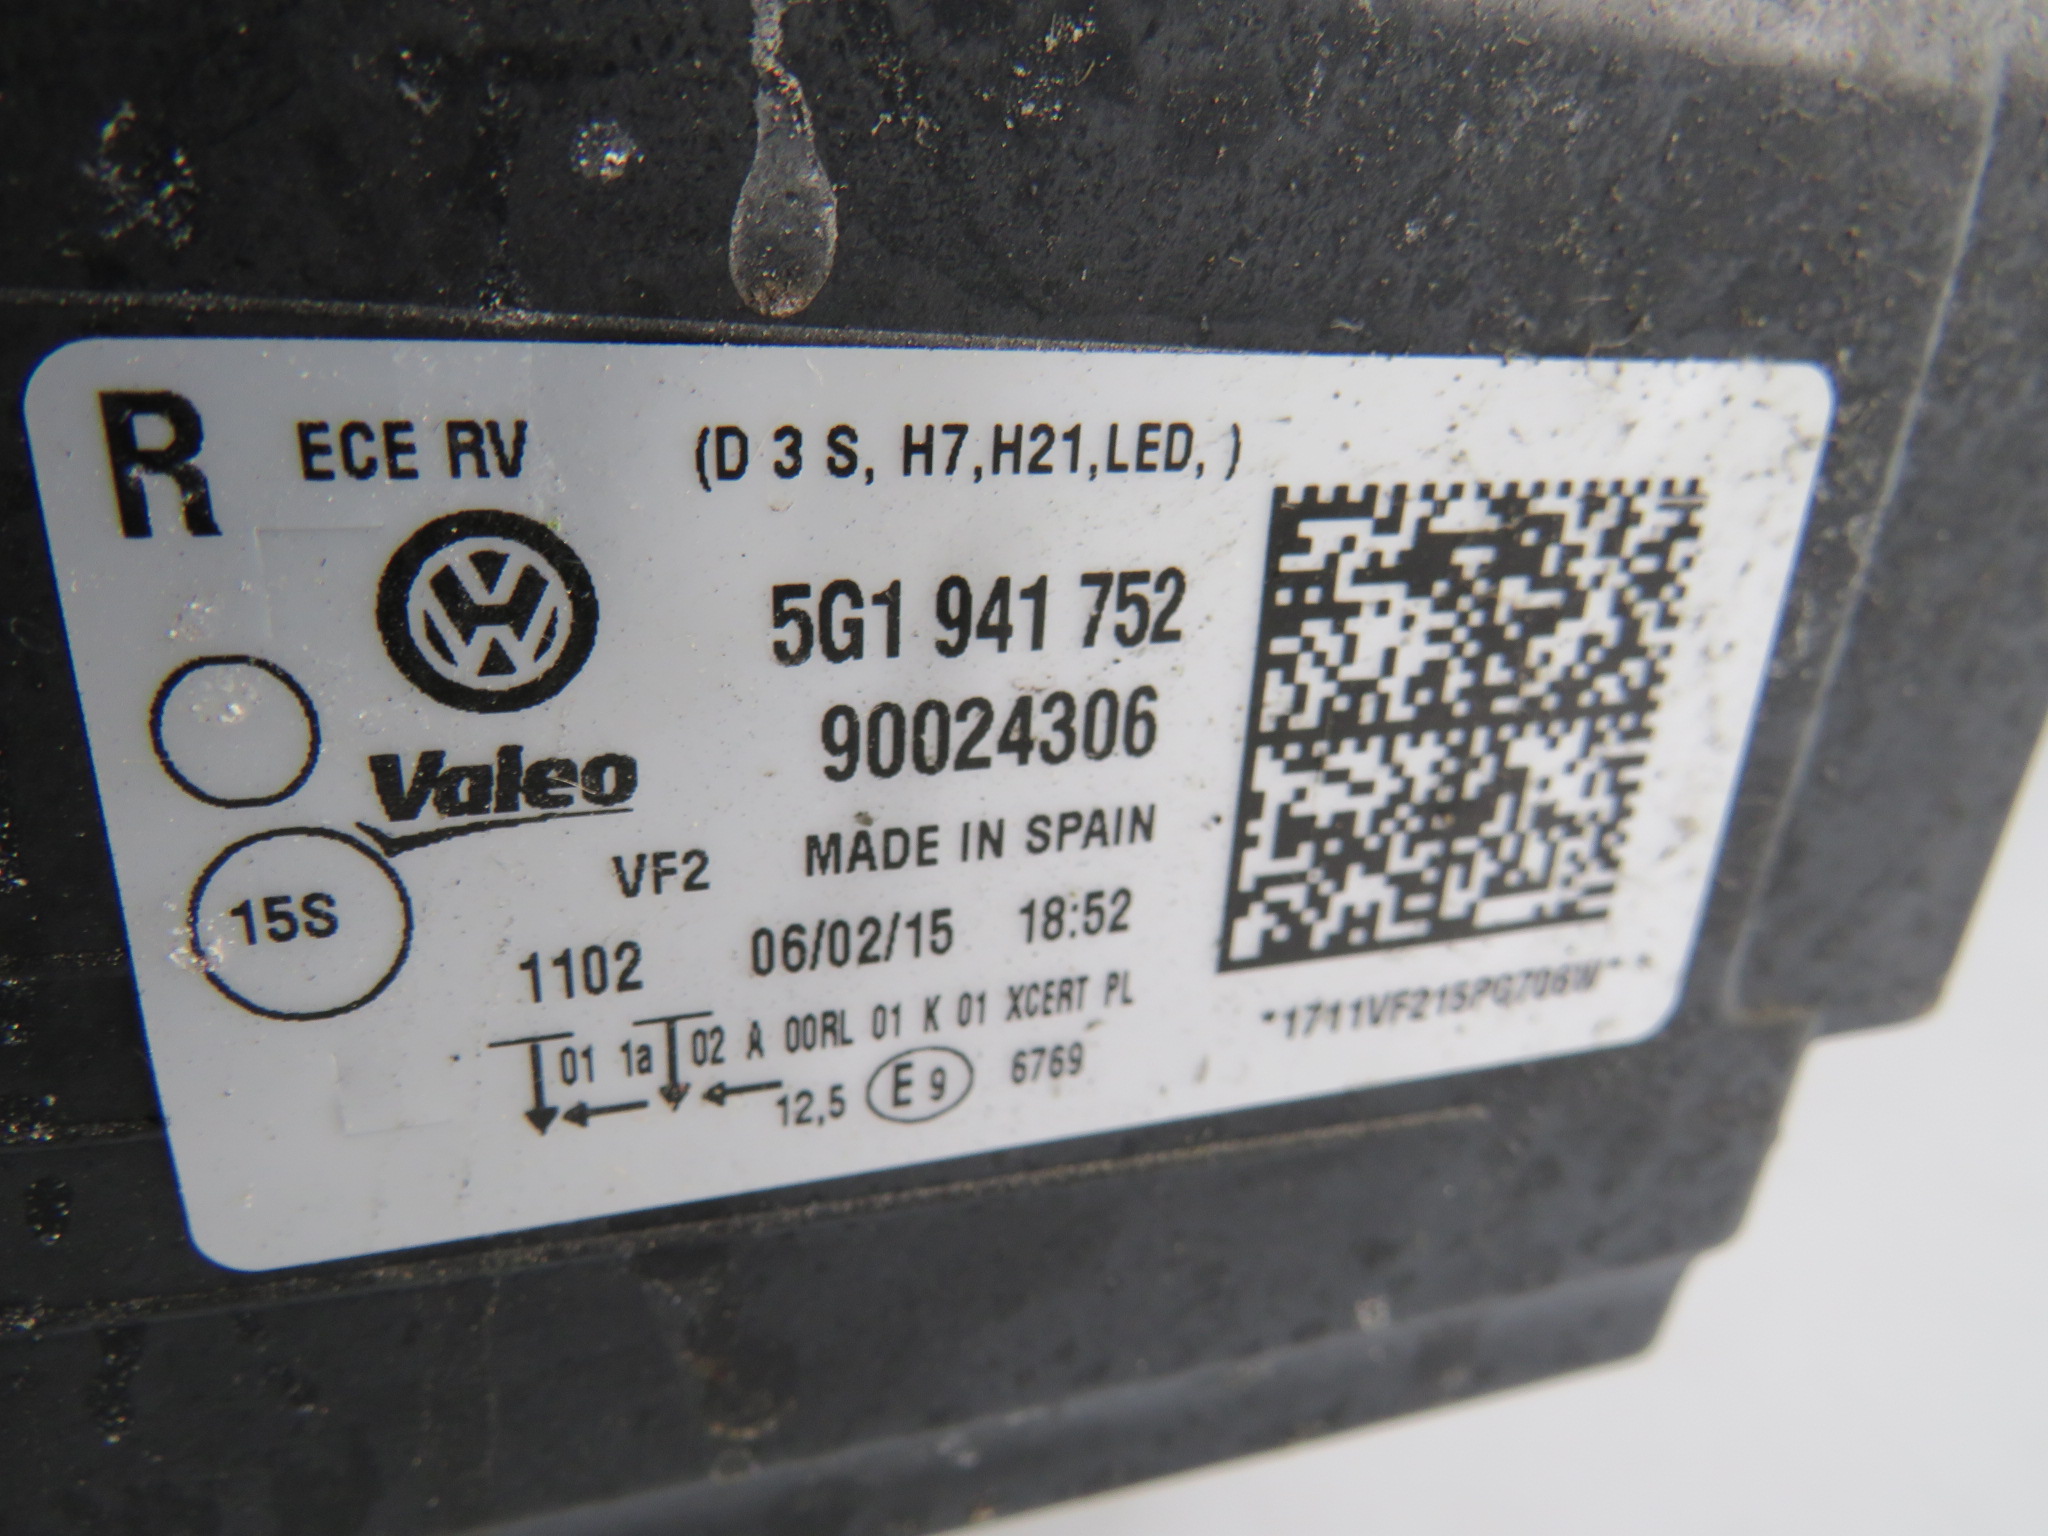 R ECE RV (D 3 S, H7,H21,LED, )
5G1 941 752
90024306
Valeo
VF2 MADE IN SPAIN
15S
1102 06/02/15 18:52
01 1a 02 A 00RL 01 K 01 XCERT PL
12,5 E 9 6769